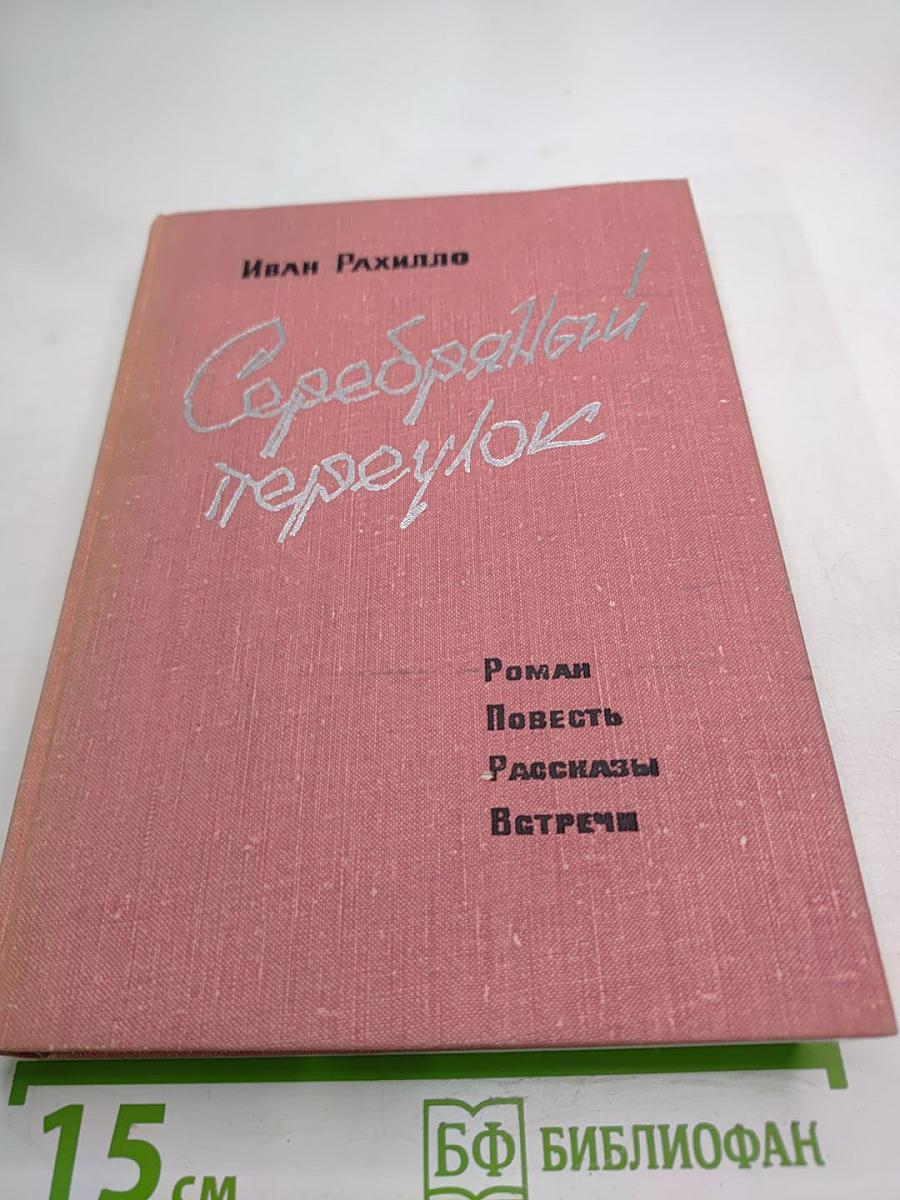 Иван Рахилло
Серебряный
переулок
Роман
Повесть
Рассказы
Встречи
15 см
БФ БИБЛИОФАН